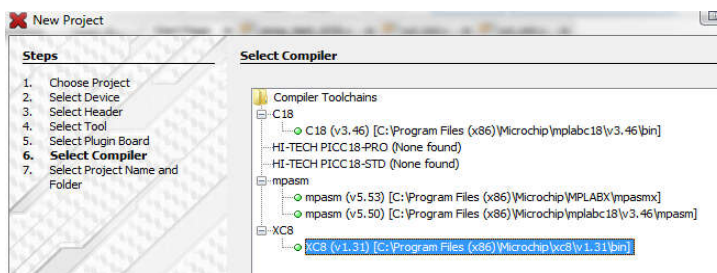 New Project
Steps
1. Choose Project
2. Select Device
3. Select Header
4. Select Tool
5. Select Plugin Board
6. Select Compiler
7. Select Project Name and
Folder
Select Compiler
Compiler Toolchains
C18
C18 (v3.46) [C:\Program Files (x86)\Microchip\mplabc18\v3.46\bin]
HI-TECH PICC18-PRO (None found)
HI-TECH PICC18-STD (None found)
mpasm
mpasm (v5.53) [C:\Program Files (x86)\Microchip\MPLABX\mpasmx]
mpasm (v5.50) [C:\Program Files (x86)\Microchip\mplabc18\v3.46\mpasm]
XC8
XC8 (v1.31) [C:\Program Files (x86)\Microchip\xc8\v1.31\bin]